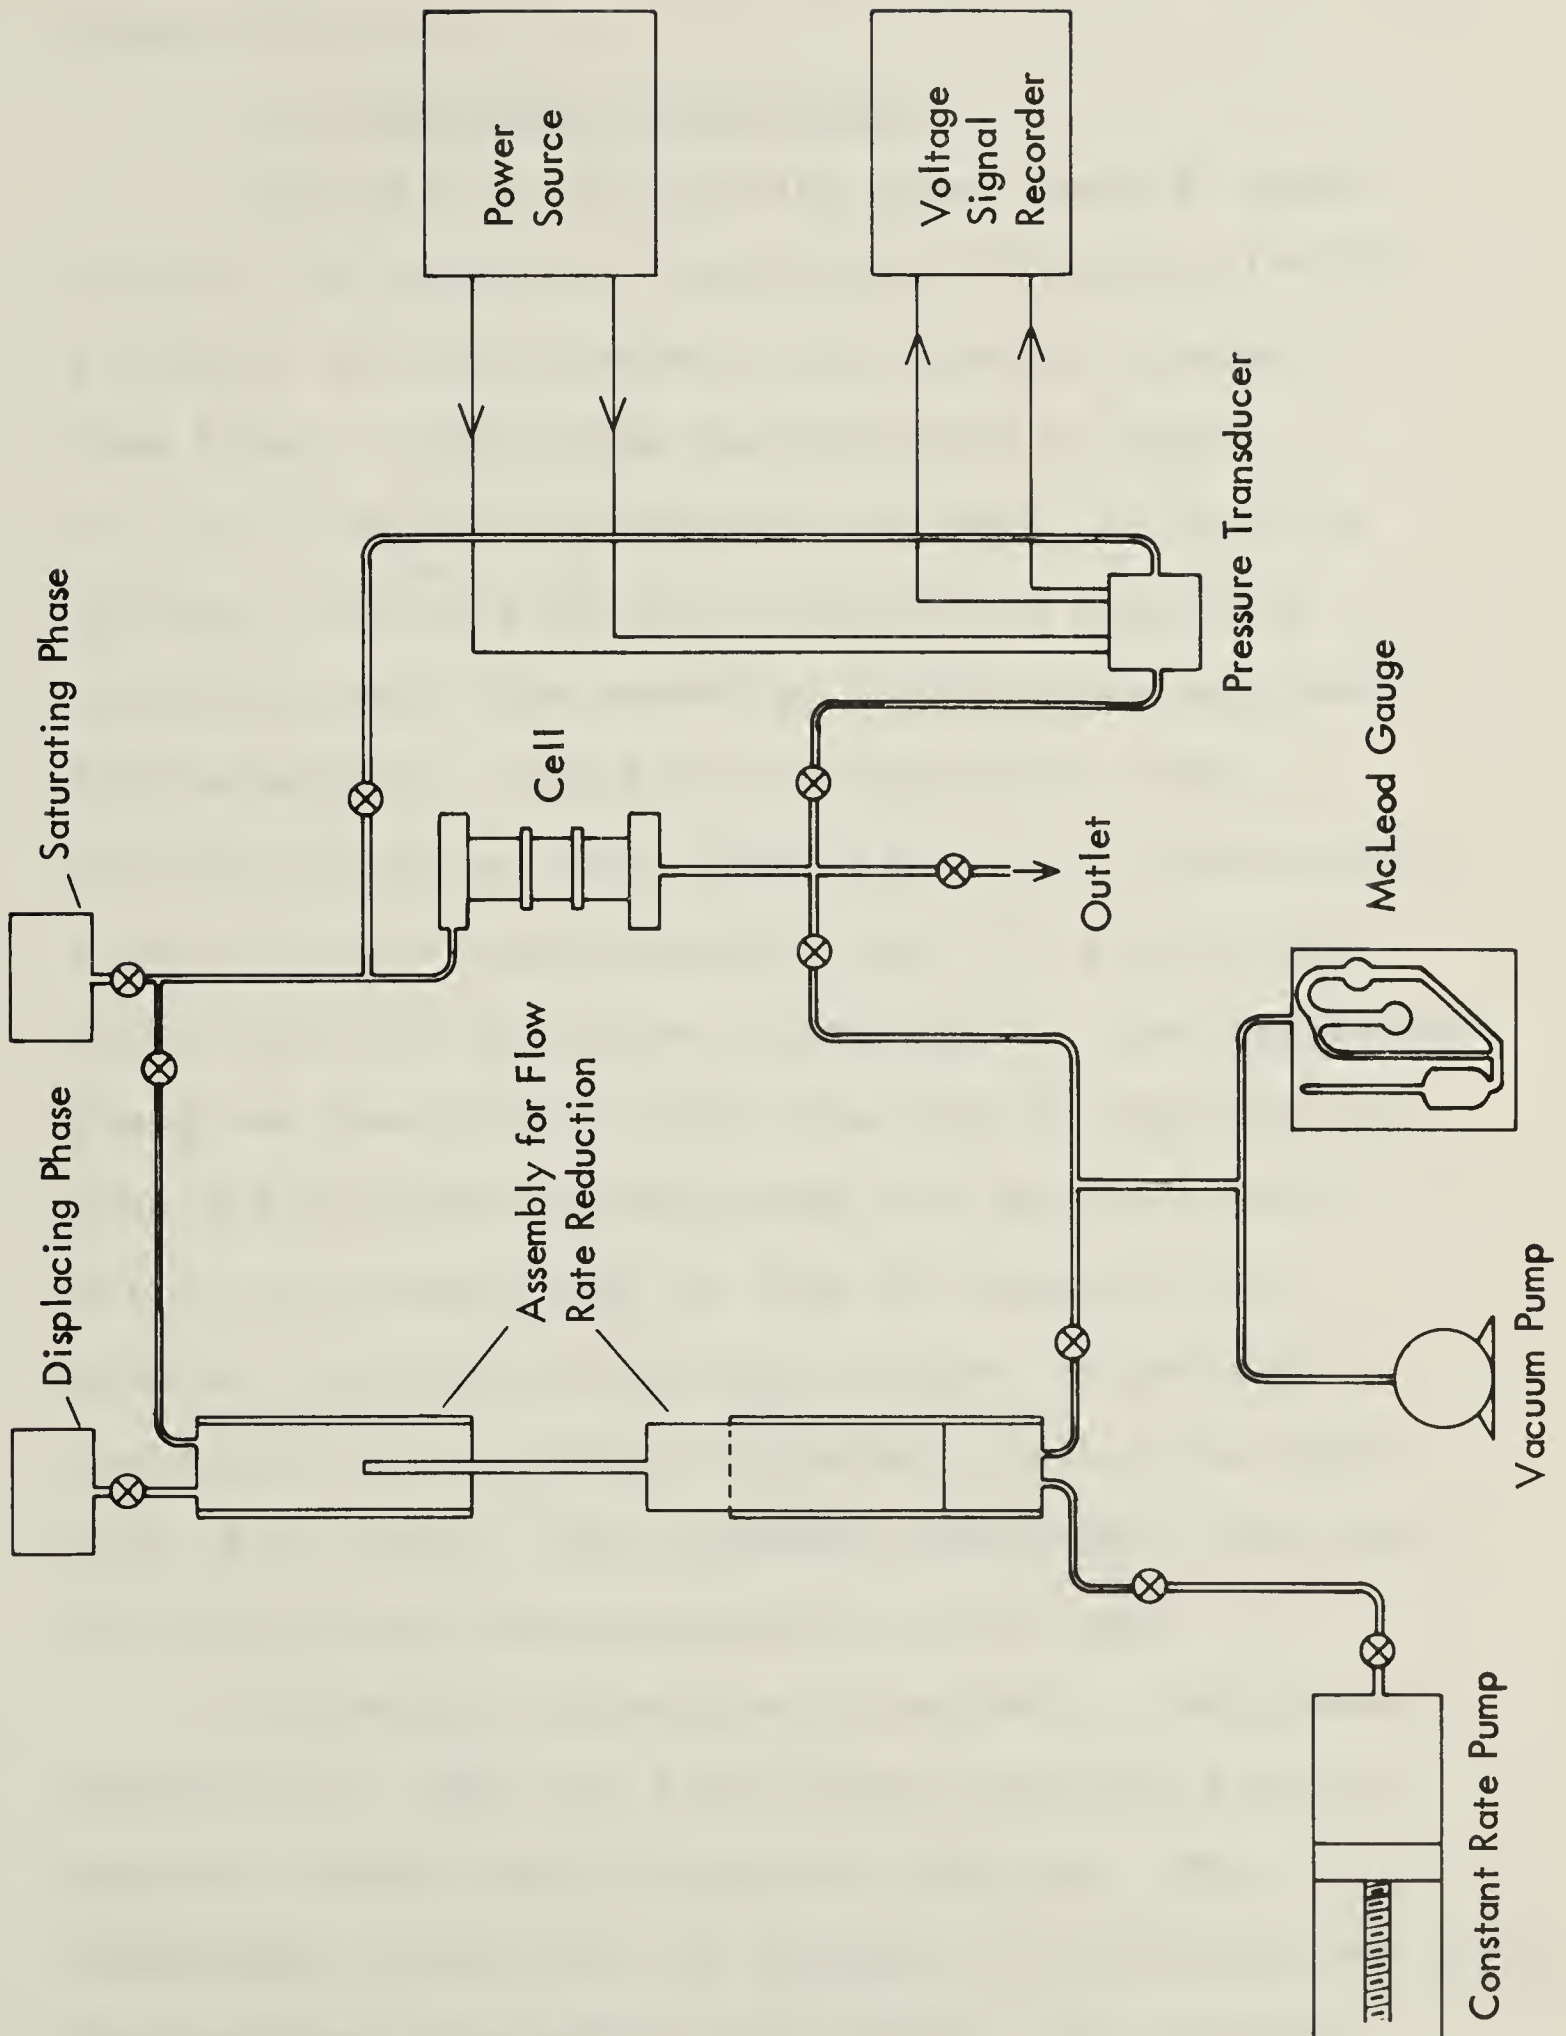 Saturating Phase
Displacing Phase
Power
Source
Voltage
Signal
Recorder
Cell
Assembly for Flow
Rate Reduction
Pressure Transducer
Outlet
McLeod Gauge
Vacuum Pump
Constant Rate Pump